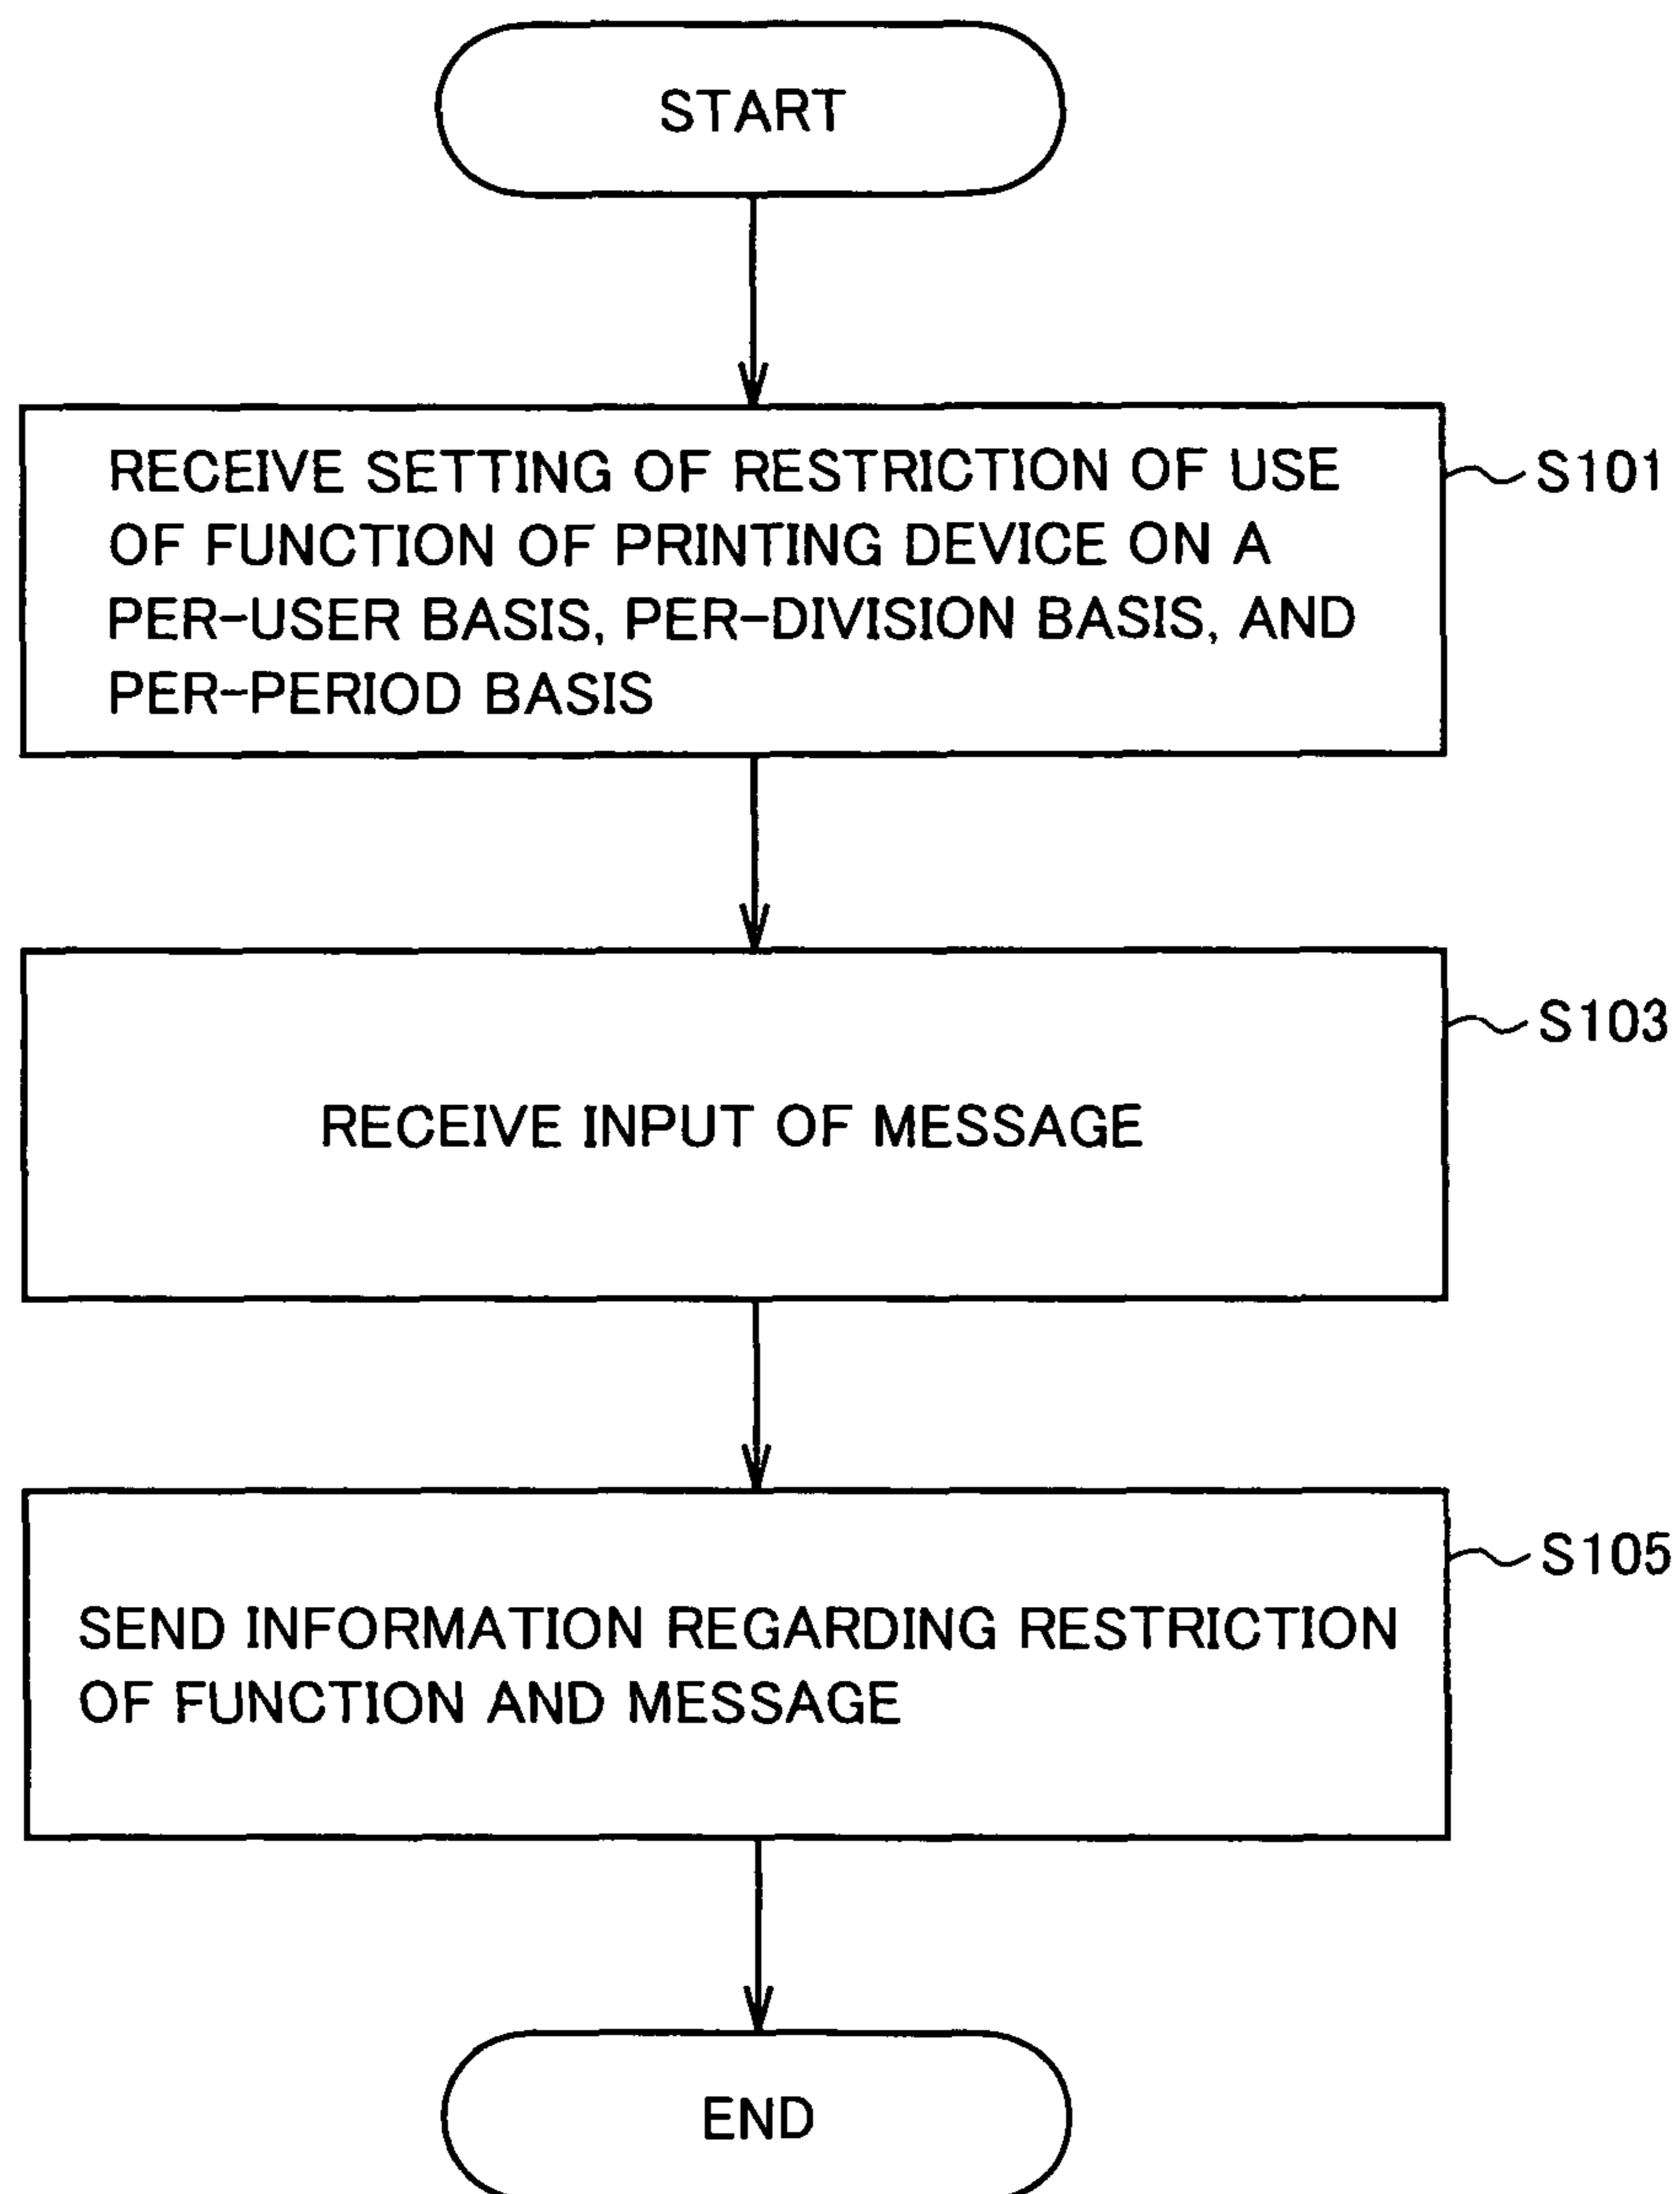 START
RECEIVE SETTING OF RESTRICTION OF USE
OF FUNCTION OF PRINTING DEVICE ON A
PER-USER BASIS, PER-DIVISION BASIS, AND
PER-PERIOD BASIS
S101
RECEIVE INPUT OF MESSAGE
S103
SEND INFORMATION REGARDING RESTRICTION
OF FUNCTION AND MESSAGE
S105
END